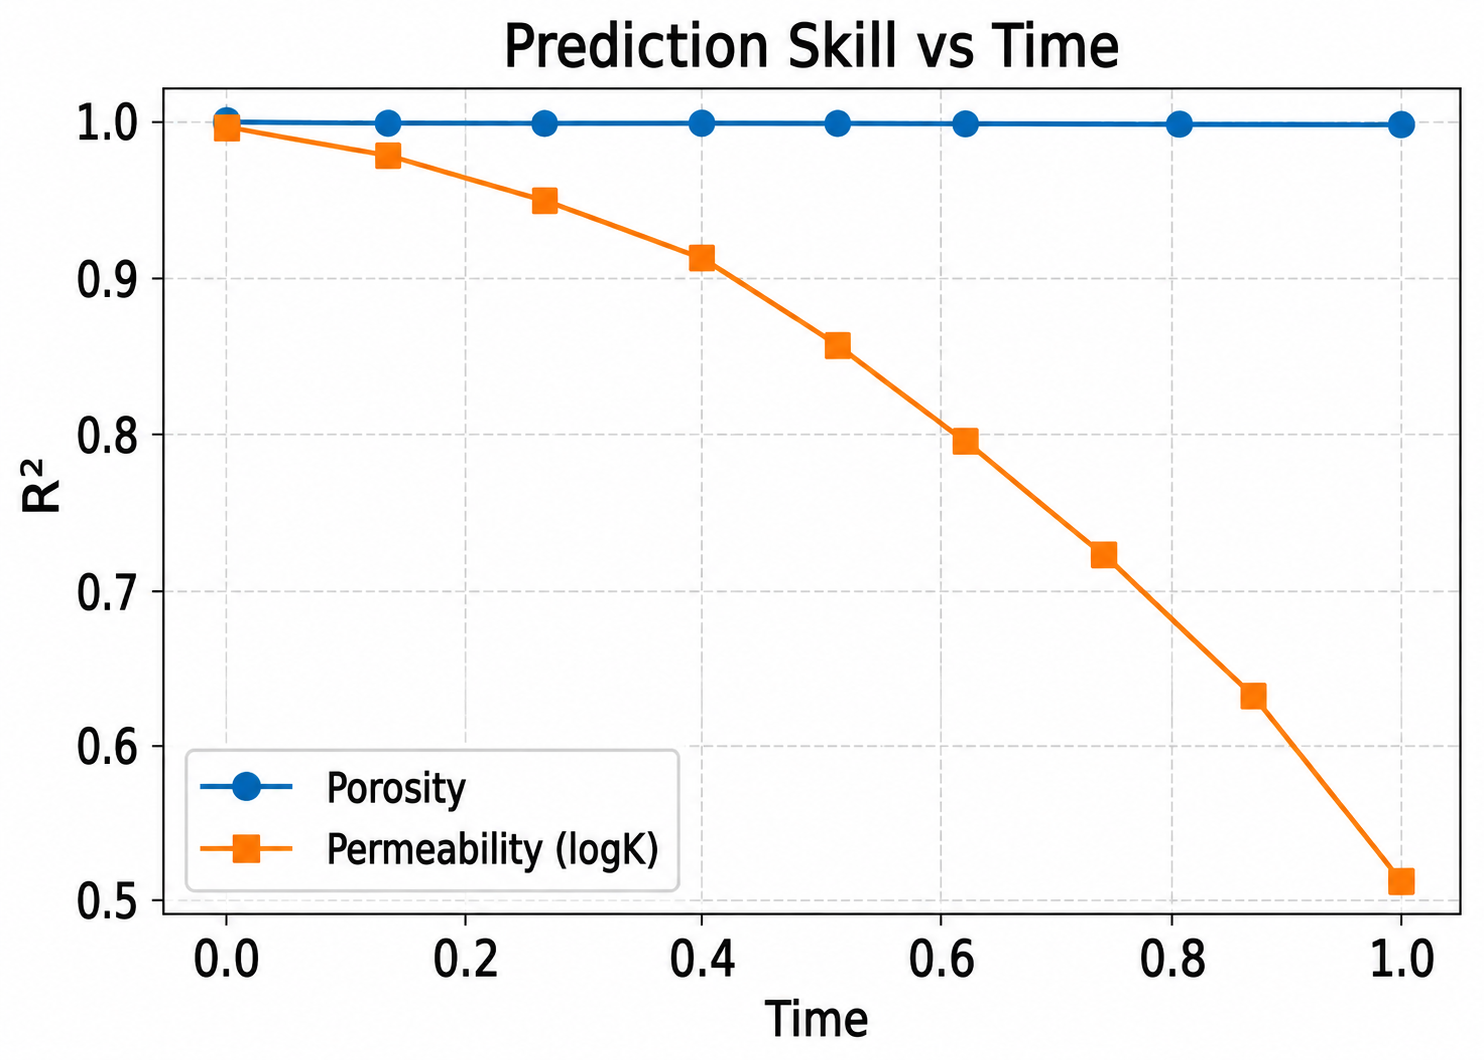 Prediction Skill vs Time
1.0
0.9
0.8
0.7
0.6
0.5
R²
Porosity
Permeability (logK)
0.0 0.2 0.4 0.6 0.8 1.0
Time